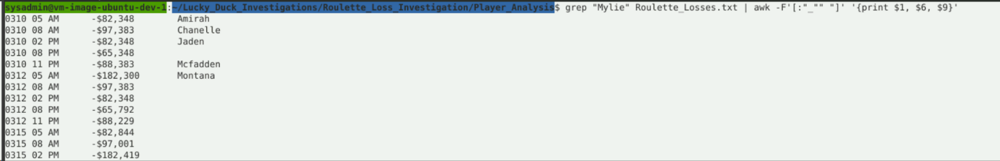 sysadmin@vm-image-ubuntu-dev-1:~/Lucky_Duck_Investigations/Roulette_Loss_Investigation/Player_Analysis$ grep "Mylie" Roulette_Losses.txt | awk -F'[:"_"" "]' '{print $1, $6, $9}'
0310 05 AM -$82,348 Amirah
0310 08 AM -$97,383 Chanelle
0310 02 PM -$82,348 Jaden
0310 08 PM -$65,348
0310 11 PM -$88,383 Mcfadden
0312 05 AM -$182,300 Montana
0312 08 AM -$97,383
0312 02 PM -$82,348
0312 08 PM -$65,792
0312 11 PM -$88,229
0315 05 AM -$82,844
0315 08 AM -$97,001
0315 02 PM -$182,419